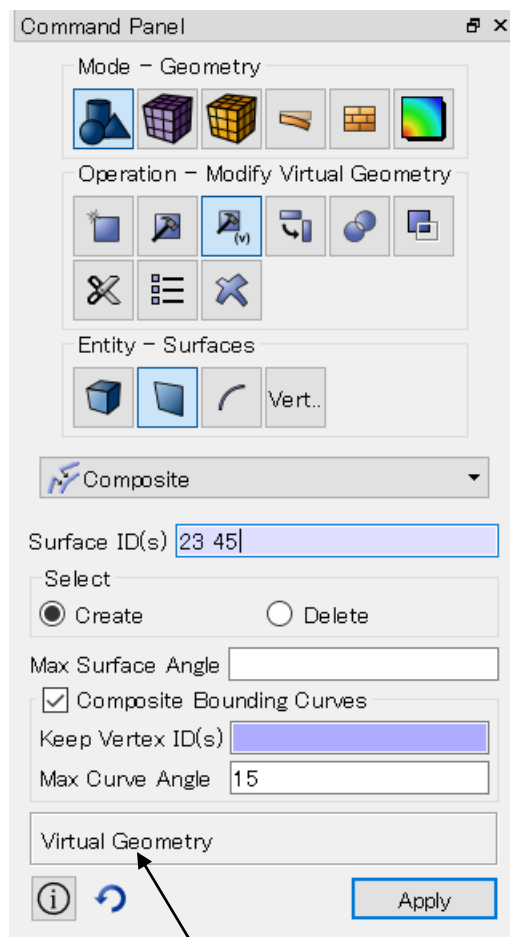 Command Panel
Mode - Geometry
Operation - Modify Virtual Geometry
(v)
Entity - Surfaces
Vert..
Composite
Surface ID(s) 23 45
Select
Create Delete
Max Surface Angle
Composite Bounding Curves
Keep Vertex ID(s)
Max Curve Angle 15
Virtual Geometry
Apply